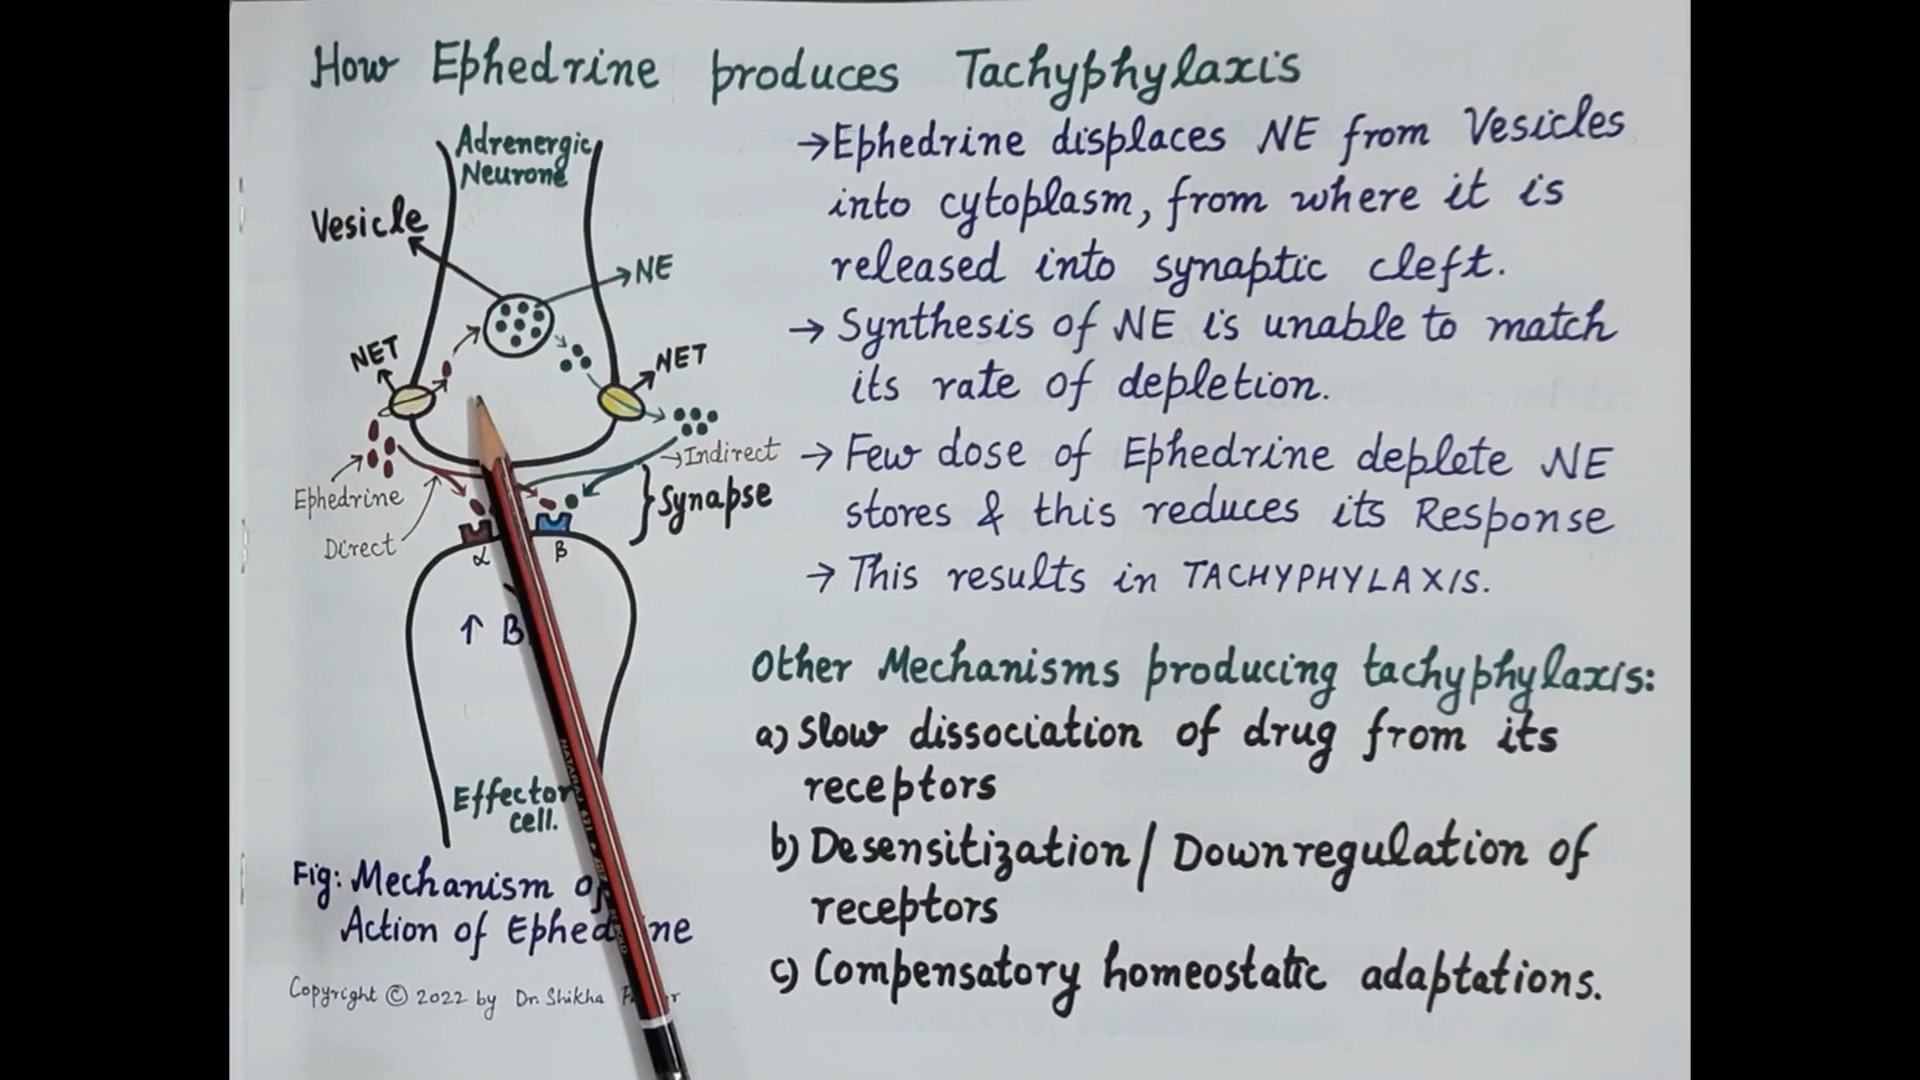 How Ephedrine produces Tachyphylaxis
Adrenergic
Neurone
Vesicle
NE
NET
NET
Indirect
Ephedrine
Synapse
Direct
α
β
↑ B
Effector
cell.
Fig: Mechanism of
Action of Ephedrine
Copyright © 2022 by Dr. Shikha
→Ephedrine displaces NE from Vesicles
into cytoplasm, from where it is
released into synaptic cleft.
→ Synthesis of NE is unable to match
its rate of depletion.
→ Few dose of Ephedrine deplete NE
stores & this reduces its Response
→ This results in TACHYPHYLAXIS.
Other Mechanisms producing tachyphylaxis:
a) Slow dissociation of drug from its
receptors
b) Desensitization / Downregulation of
receptors
c) Compensatory homeostatic adaptations.